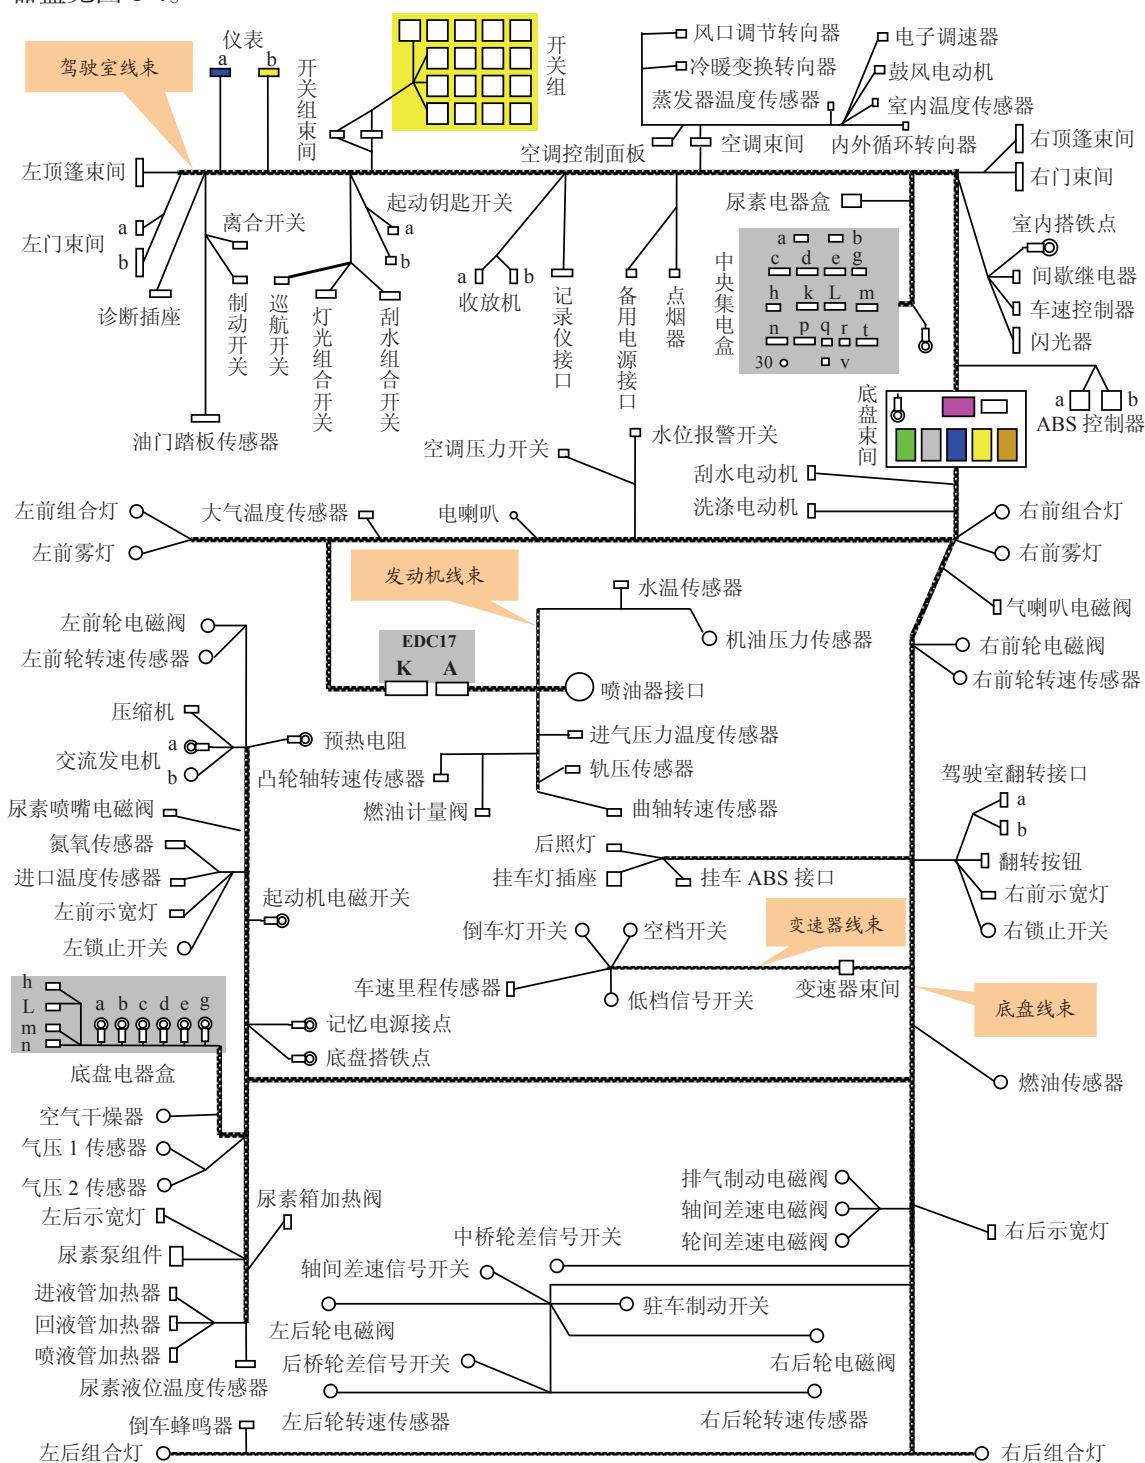 仪表
a
b
驾驶室线束
开关组束间
开关组
风口调节转向器
冷暖变换转向器
蒸发器温度传感器
电子调速器
鼓风电动机
室内温度传感器
内外循环转向器
空调控制面板
空调束间
右顶篷束间
右门束间
左顶篷束间
a
左门束间
b
诊断插座
离合开关
制动开关
油门踏板传感器
巡航开关
灯光组合开关
刮水组合开关
起动钥匙开关
a
b
a
b
收放机
记录仪接口
备用电源接口
点烟器
尿素电器盒
中央集电盒
a
b
c d e g
h k L m
n p q r t
30
v
室内搭铁点
间歇继电器
车速控制器
闪光器
a
b
ABS 控制器
底盘束间
空调压力开关
水位报警开关
刮水电动机
洗涤电动机
左前组合灯
左前雾灯
大气温度传感器
电喇叭
右前组合灯
右前雾灯
发动机线束
气喇叭电磁阀
水温传感器
机油压力传感器
左前轮电磁阀
左前轮转速传感器
EDC17
K A
喷油器接口
右前轮电磁阀
右前轮转速传感器
压缩机
a
交流发电机
b
预热电阻
凸轮轴转速传感器
燃油计量阀
进气压力温度传感器
轨压传感器
曲轴转速传感器
驾驶室翻转接口
a
b
翻转按钮
右前示宽灯
右锁止开关
尿素喷嘴电磁阀
氮氧传感器
进口温度传感器
左前示宽灯
左锁止开关
起动机电磁开关
后照灯
挂车灯插座
挂车 ABS 接口
倒车灯开关
空档开关
变速器线束
车速里程传感器
低档信号开关
变速器束间
底盘线束
h
L
m
n
a b c d e g
底盘电器盒
记忆电源接点
底盘搭铁点
燃油传感器
空气干燥器
气压 1 传感器
气压 2 传感器
左后示宽灯
尿素泵组件
尿素箱加热阀
进液管加热器
回液管加热器
喷液管加热器
尿素液位温度传感器
排气制动电磁阀
轴间差速电磁阀
轮间差速电磁阀
右后示宽灯
中桥轮差信号开关
轴间差速信号开关
左后轮电磁阀
驻车制动开关
右后轮电磁阀
后桥轮差信号开关
左后轮转速传感器
右后轮转速传感器
倒车蜂鸣器
左后组合灯
右后组合灯